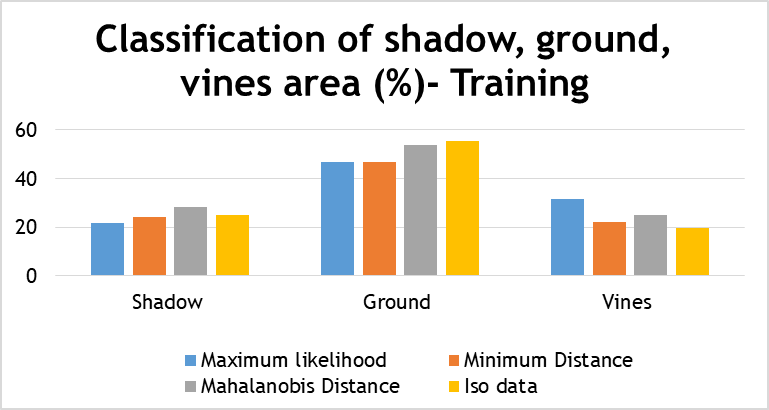 Classification of shadow, ground,
vines area (%)- Training
60
40
20
0
Shadow Ground Vines
Maximum likelihood Minimum Distance
Mahalanobis Distance Iso data